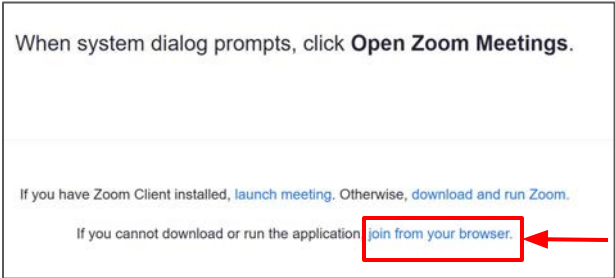 When system dialog prompts, click Open Zoom Meetings.
If you have Zoom Client installed, launch meeting. Otherwise, download and run Zoom.
If you cannot download or run the application, join from your browser.